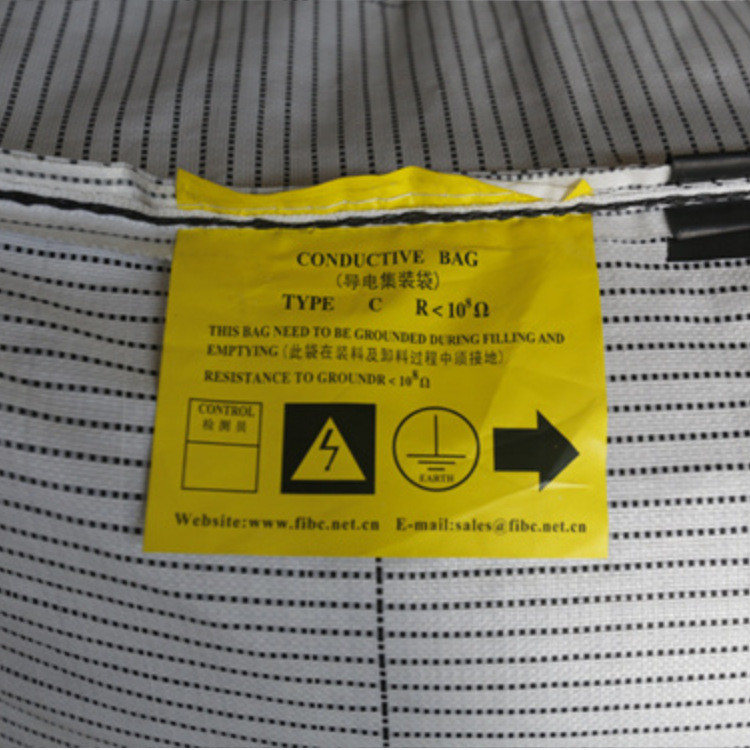 CONDUCTIVE BAG
(导电集装袋)
TYPE C R<10⁸Ω
THIS BAG NEED TO BE GROUNDED DURING FILLING AND
EMPTYING (此袋在装料及卸料过程中须接地)
RESISTANCE TO GROUNDR<10⁸Ω
CONTROL
检测员
EARTH
Website:www.fibc.net.cn E-mail:sales@fibc.net.cn